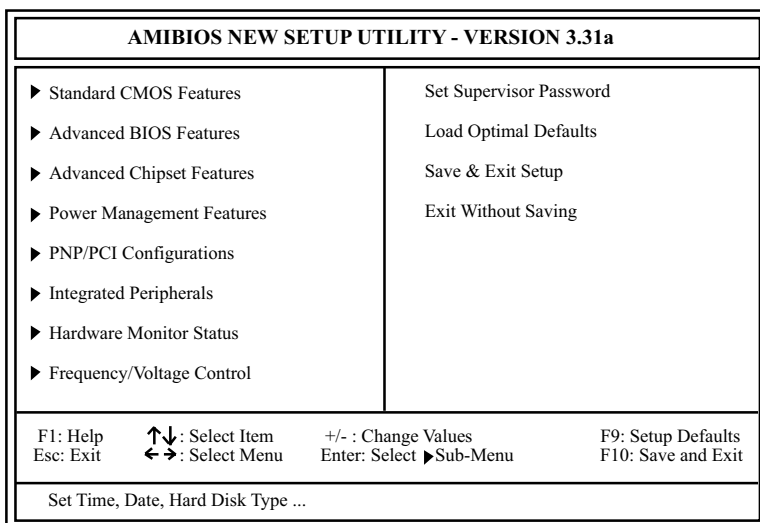 AMIBIOS NEW SETUP UTILITY - VERSION 3.31a
▶ Standard CMOS Features
▶ Advanced BIOS Features
▶ Advanced Chipset Features
▶ Power Management Features
▶ PNP/PCI Configurations
▶ Integrated Peripherals
▶ Hardware Monitor Status
▶ Frequency/Voltage Control
Set Supervisor Password
Load Optimal Defaults
Save & Exit Setup
Exit Without Saving
F1: Help ↑↓: Select Item +/- : Change Values F9: Setup Defaults
Esc: Exit ←→: Select Menu Enter: Select ▶Sub-Menu F10: Save and Exit
Set Time, Date, Hard Disk Type ...